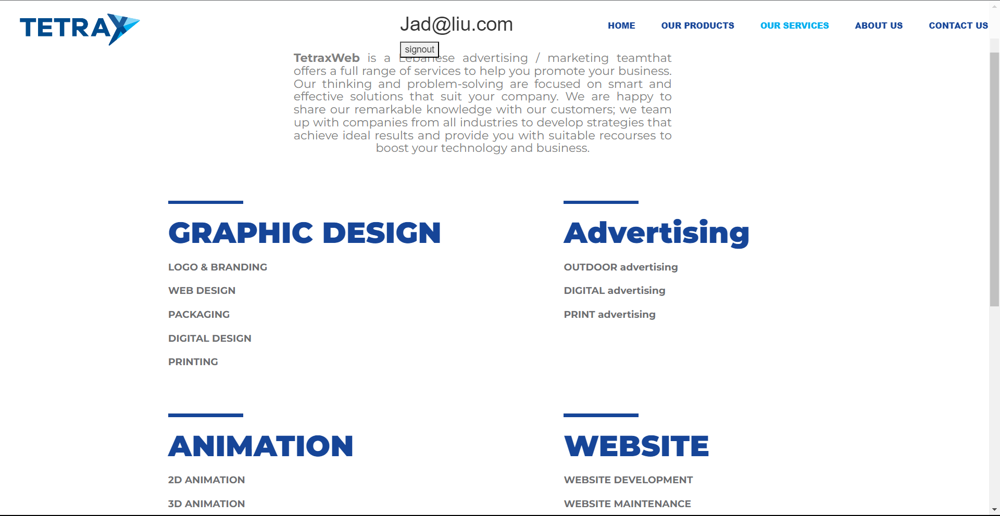 TETRAX
Jad@liu.com
HOME OUR PRODUCTS OUR SERVICES ABOUT US CONTACT US
signout
TetraxWeb is a Lebanese advertising / marketing teamthat
offers a full range of services to help you promote your business.
Our thinking and problem-solving are focused on smart and
effective solutions that suit your company. We are happy to
share our remarkable knowledge with our customers; we team
up with companies from all industries to develop strategies that
achieve ideal results and provide you with suitable recourses to
boost your technology and business.
GRAPHIC DESIGN
LOGO & BRANDING
WEB DESIGN
PACKAGING
DIGITAL DESIGN
PRINTING
Advertising
OUTDOOR advertising
DIGITAL advertising
PRINT advertising
ANIMATION
2D ANIMATION
3D ANIMATION
WEBSITE
WEBSITE DEVELOPMENT
WEBSITE MAINTENANCE